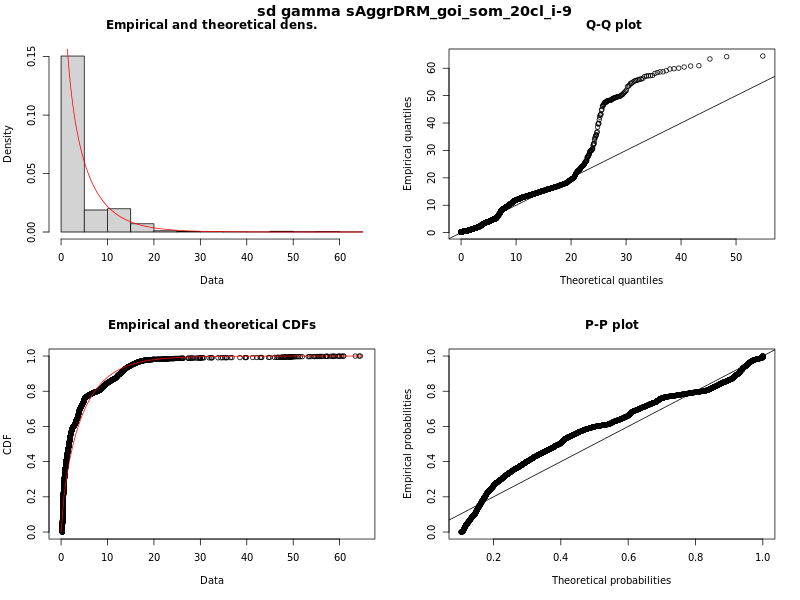 sd gamma sAggrDRM_goi_som_20cl_i-9
Empirical and theoretical dens.
Density
0.00 0.05 0.10 0.15
0 10 20 30 40 50 60
Data
Q-Q plot
Empirical quantiles
0 10 20 30 40 50 60
0 10 20 30 40 50
Theoretical quantiles
Empirical and theoretical CDFs
CDF
0.0 0.2 0.4 0.6 0.8 1.0
0 10 20 30 40 50 60
Data
P-P plot
Empirical probabilities
0.0 0.2 0.4 0.6 0.8 1.0
0.2 0.4 0.6 0.8 1.0
Theoretical probabilities